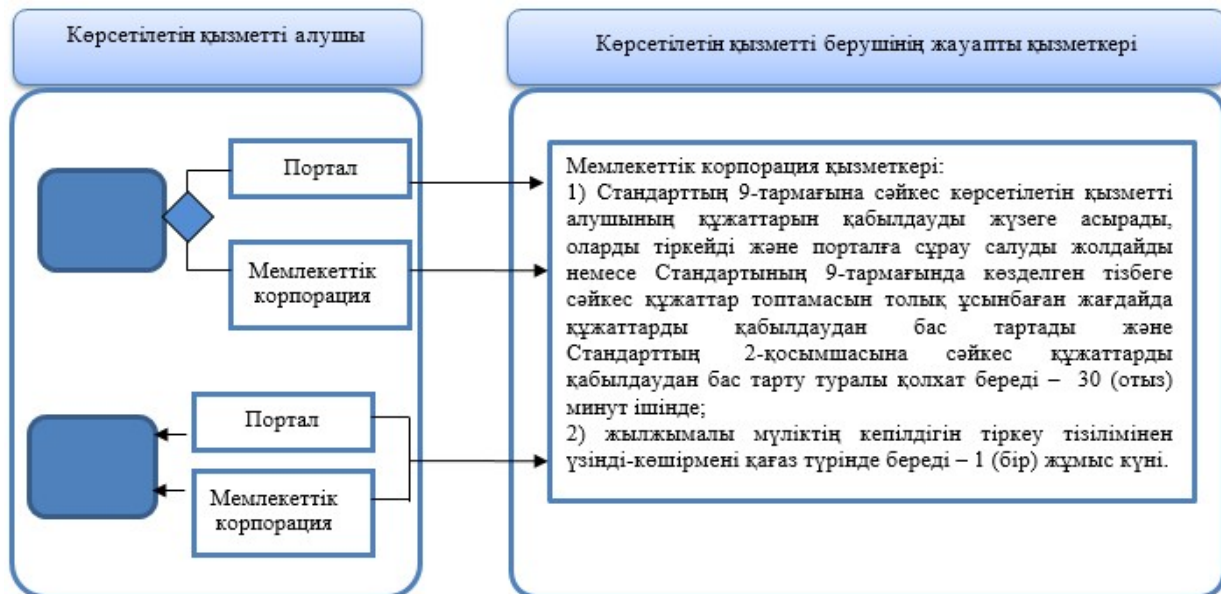 Көрсетілетін қызметті алушы
Көрсетілетін қызметті берушінің жауапты қызметкері
Портал
Мемлекеттік
корпорация
Портал
Мемлекеттік
корпорация
Мемлекеттік корпорация қызметкері:
1) Стандарттың 9-тармағына сәйкес көрсетілетін қызметті
алушының құжаттарын қабылдауды жүзеге асырады,
оларды тіркейді және порталға сұрау салуды жолдайды
немесе Стандартының 9-тармағында көзделген тізбеге
сәйкес құжаттар топтамасын толық ұсынбаған жағдайда
құжаттарды қабылдаудан бас тартады және
Стандарттың 2-қосымшасына сәйкес құжаттарды
қабылдаудан бас тарту туралы қолхат береді – 30 (отыз)
минут ішінде;
2) жылжымалы мүліктің кепілдігін тіркеу тізілімінен
үзінді-көшірмені қағаз түрінде береді – 1 (бір) жұмыс күні.